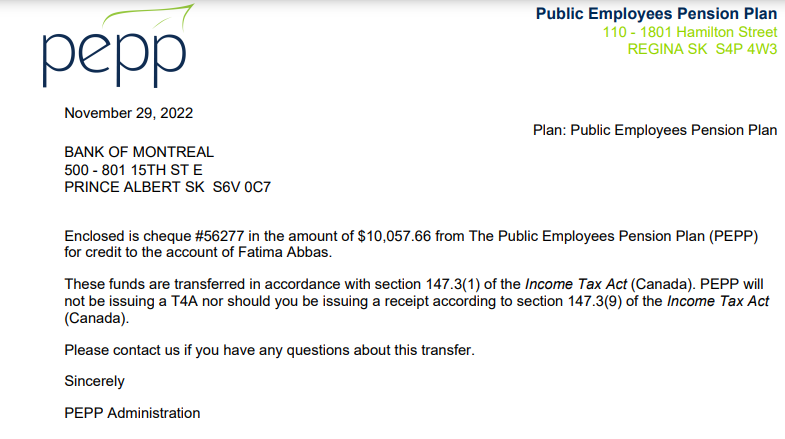 pepp
Public Employees Pension Plan
110 - 1801 Hamilton Street
REGINA SK  S4P 4W3
November 29, 2022
Plan: Public Employees Pension Plan
BANK OF MONTREAL
500 - 801 15TH ST E
PRINCE ALBERT SK  S6V 0C7
Enclosed is cheque #56277 in the amount of $10,057.66 from The Public Employees Pension Plan (PEPP)
for credit to the account of Fatima Abbas.
These funds are transferred in accordance with section 147.3(1) of the Income Tax Act (Canada). PEPP will
not be issuing a T4A nor should you be issuing a receipt according to section 147.3(9) of the Income Tax Act
(Canada).
Please contact us if you have any questions about this transfer.
Sincerely
PEPP Administration